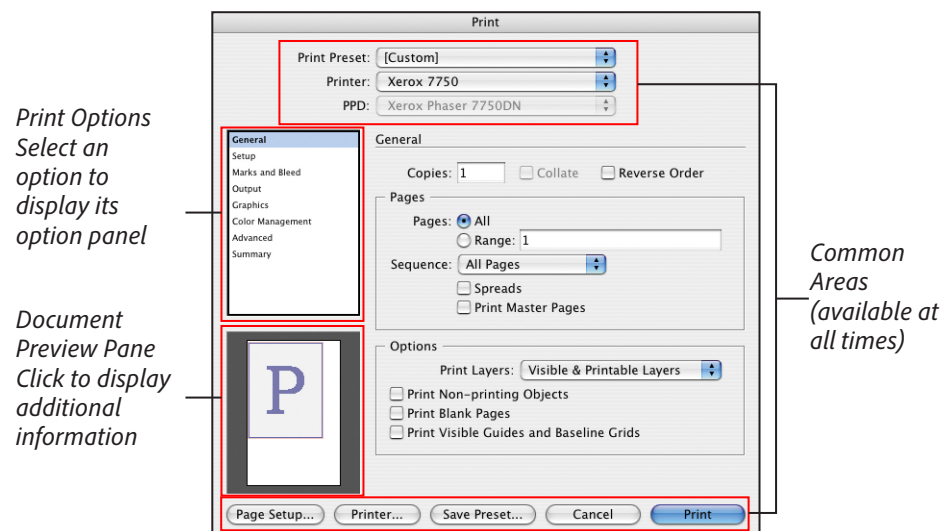 Print
Print Preset: [Custom]
Printer: Xerox 7750
PPD: Xerox Phaser 7750DN
Print Options
Select an
option to
display its
option panel
General
Setup
Marks and Bleed
Output
Graphics
Color Management
Advanced
Summary
General
Copies: 1 Collate Reverse Order
Pages
Pages: All
Range: 1
Sequence: All Pages
Spreads
Print Master Pages
Common
Areas
(available at
all times)
Document
Preview Pane
Click to display
additional
information
P
Options
Print Layers: Visible & Printable Layers
Print Non-printing Objects
Print Blank Pages
Print Visible Guides and Baseline Grids
Page Setup... Printer... Save Preset... Cancel Print